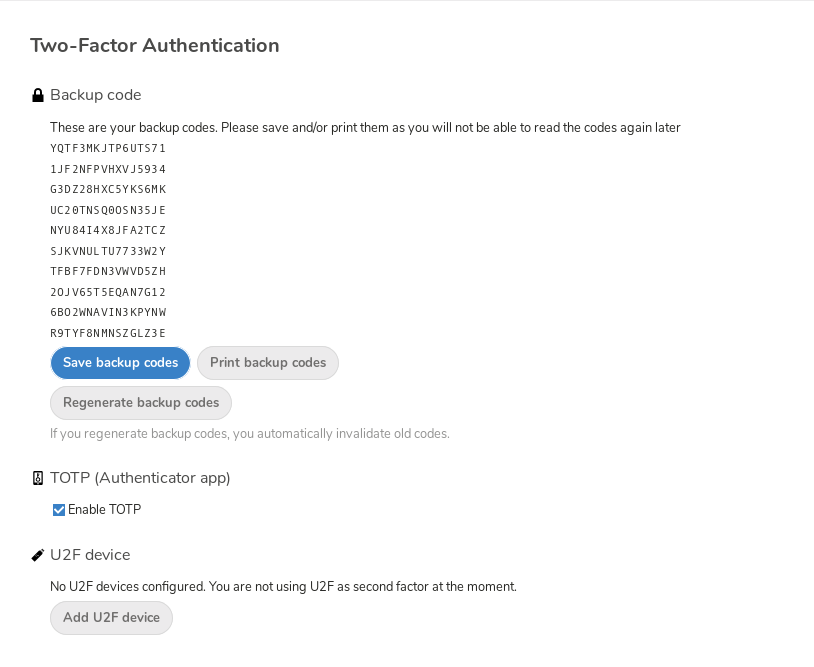 Two-Factor Authentication
Backup code
These are your backup codes. Please save and/or print them as you will not be able to read the codes again later
YQTF3MKJTP6UTS71
1JF2NFPVHXVJ5934
G3DZ28HXC5YKS6MK
UC20TNSQ0OSN35JE
NYU84I4X8JFA2TCZ
SJKVNULTU7733W2Y
TFBF7FDN3VWVD5ZH
2OJV65T5EQAN7G12
6BO2WNAVIN3KPYNW
R9TYF8NMNSZGLZ3E
Save backup codes Print backup codes
Regenerate backup codes
If you regenerate backup codes, you automatically invalidate old codes.
TOTP (Authenticator app)
Enable TOTP
U2F device
No U2F devices configured. You are not using U2F as second factor at the moment.
Add U2F device